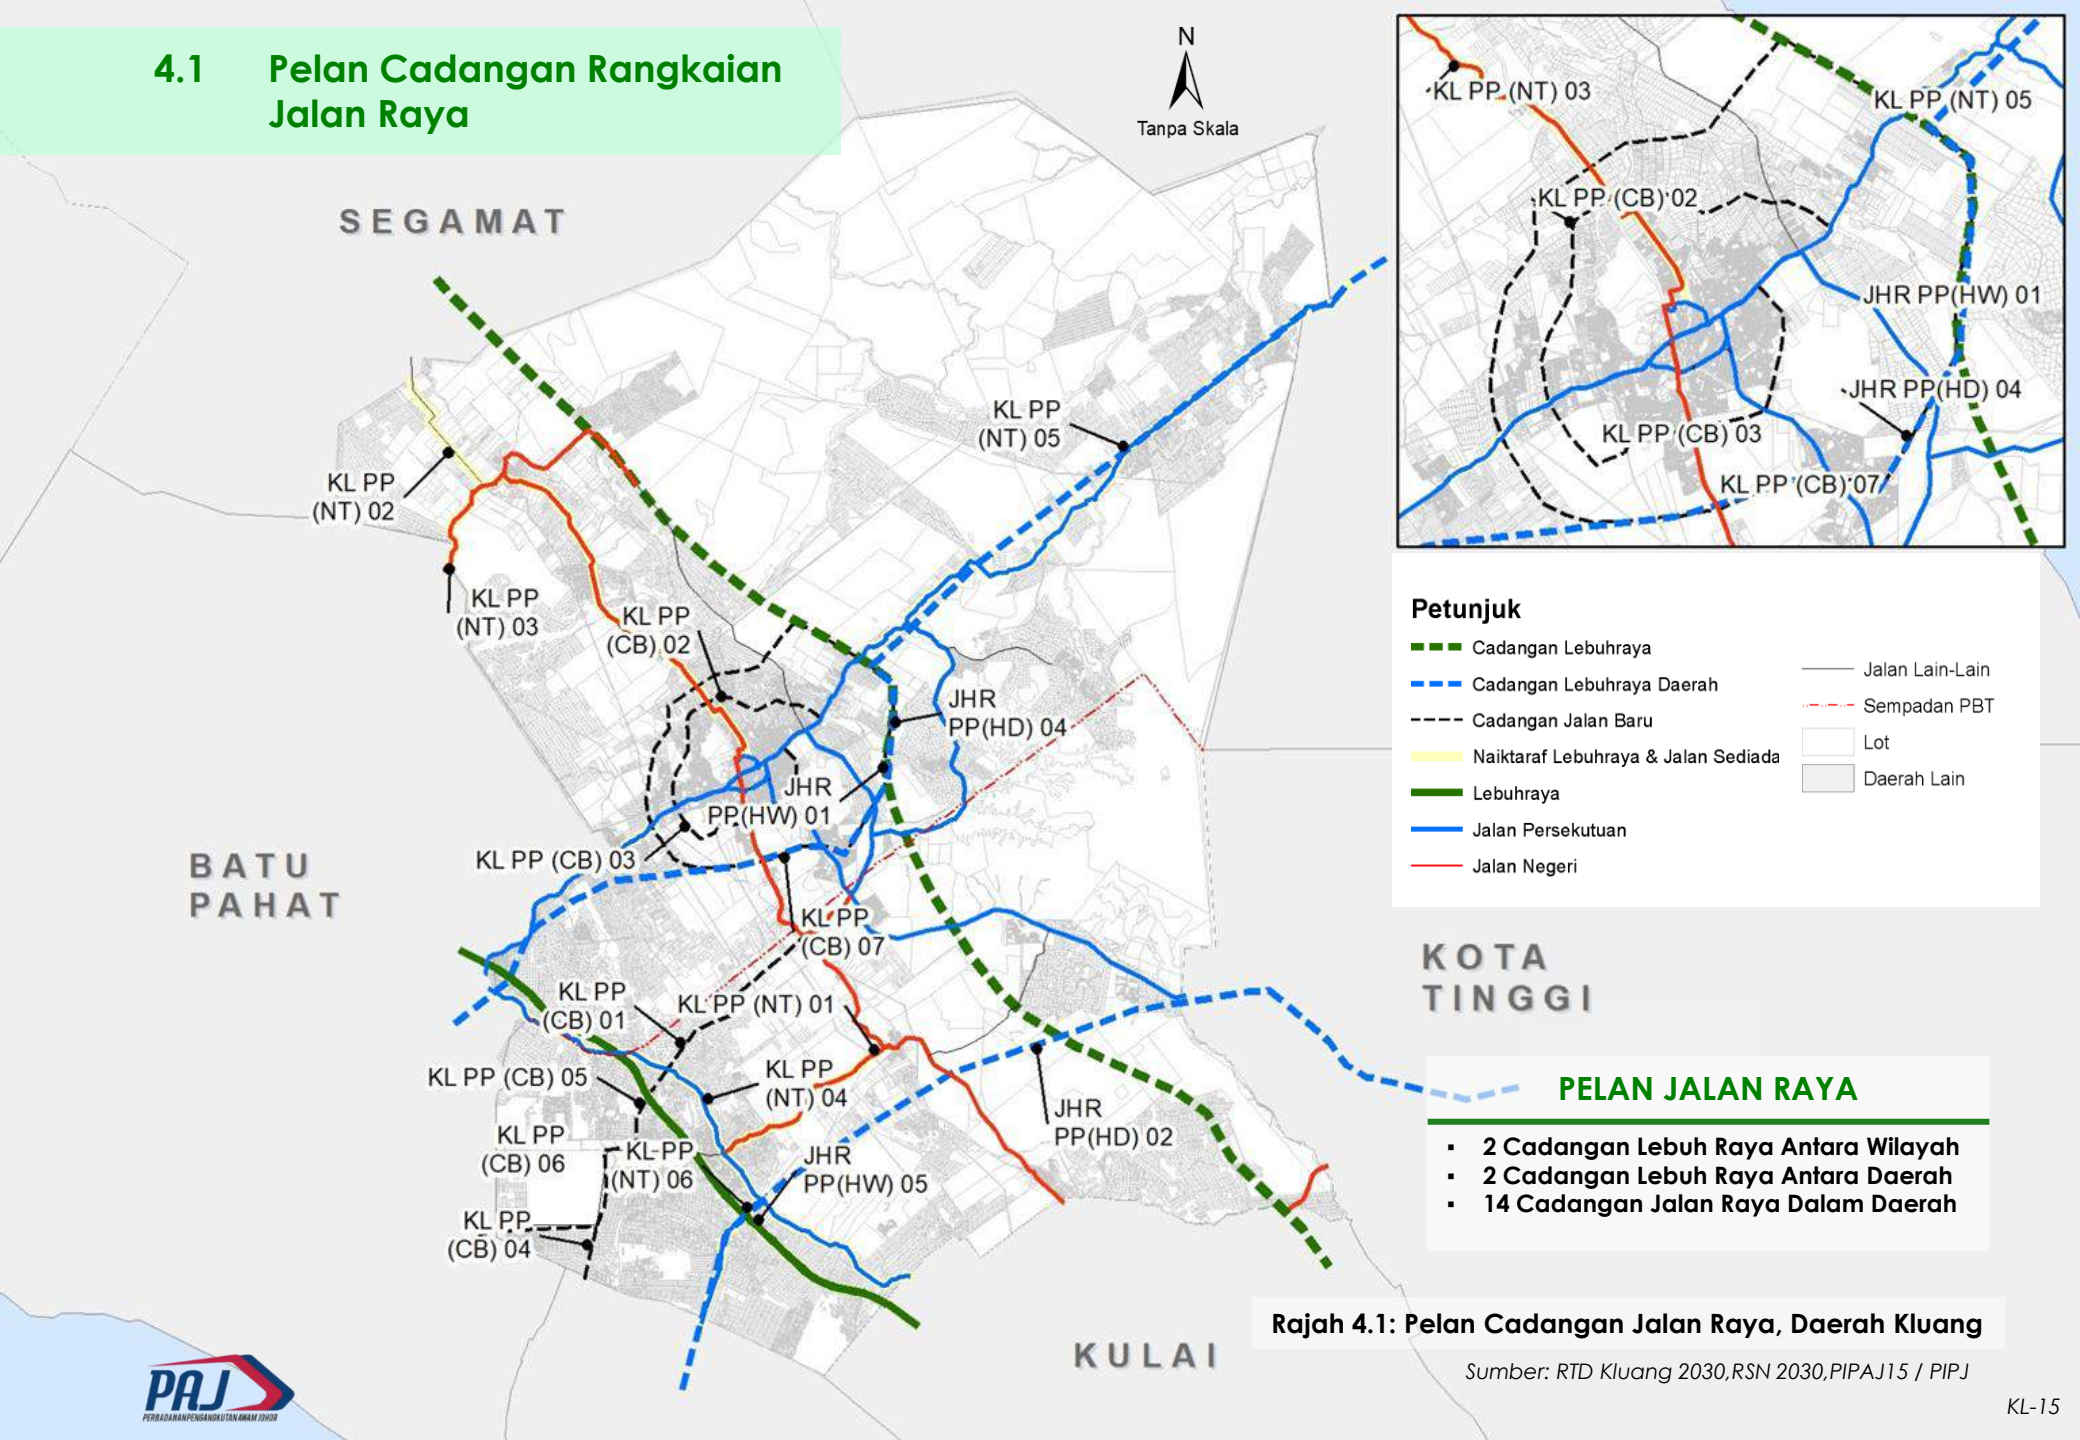 4.1 Pelan Cadangan Rangkaian
Jalan Raya
N
Tanpa Skala
SEGAMAT
BATU
PAHAT
KOTA
TINGGI
KULAI
KL PP
(NT) 02
KL PP
(NT) 03
KL PP
(CB) 02
KL PP
(NT) 05
JHR
PP(HD) 04
JHR
PP(HW) 01
KL PP (CB) 03
KL PP
(CB) 07
KL PP
(CB) 01
KL PP (NT) 01
KL PP (CB) 05
KL PP
(NT) 04
KL PP
(CB) 06
KL PP
(NT) 06
JHR
PP(HW) 05
JHR
PP(HD) 02
KL PP
(CB) 04
KL PP (NT) 03
KL PP (NT) 05
KL PP (CB) 02
JHR PP(HW) 01
JHR PP(HD) 04
KL PP (CB) 03
KL PP (CB) 07
Petunjuk
Cadangan Lebuhraya
Cadangan Lebuhraya Daerah
Cadangan Jalan Baru
Naiktaraf Lebuhraya & Jalan Sediada
Lebuhraya
Jalan Persekutuan
Jalan Negeri
Jalan Lain-Lain
Sempadan PBT
Lot
Daerah Lain
PELAN JALAN RAYA
▪ 2 Cadangan Lebuh Raya Antara Wilayah
▪ 2 Cadangan Lebuh Raya Antara Daerah
▪ 14 Cadangan Jalan Raya Dalam Daerah
Rajah 4.1: Pelan Cadangan Jalan Raya, Daerah Kluang
Sumber: RTD Kluang 2030,RSN 2030,PIPAJ15 / PIPJ
PAJ
PERBADANAN PENGANGKUTAN AWAM JOHOR
KL-15